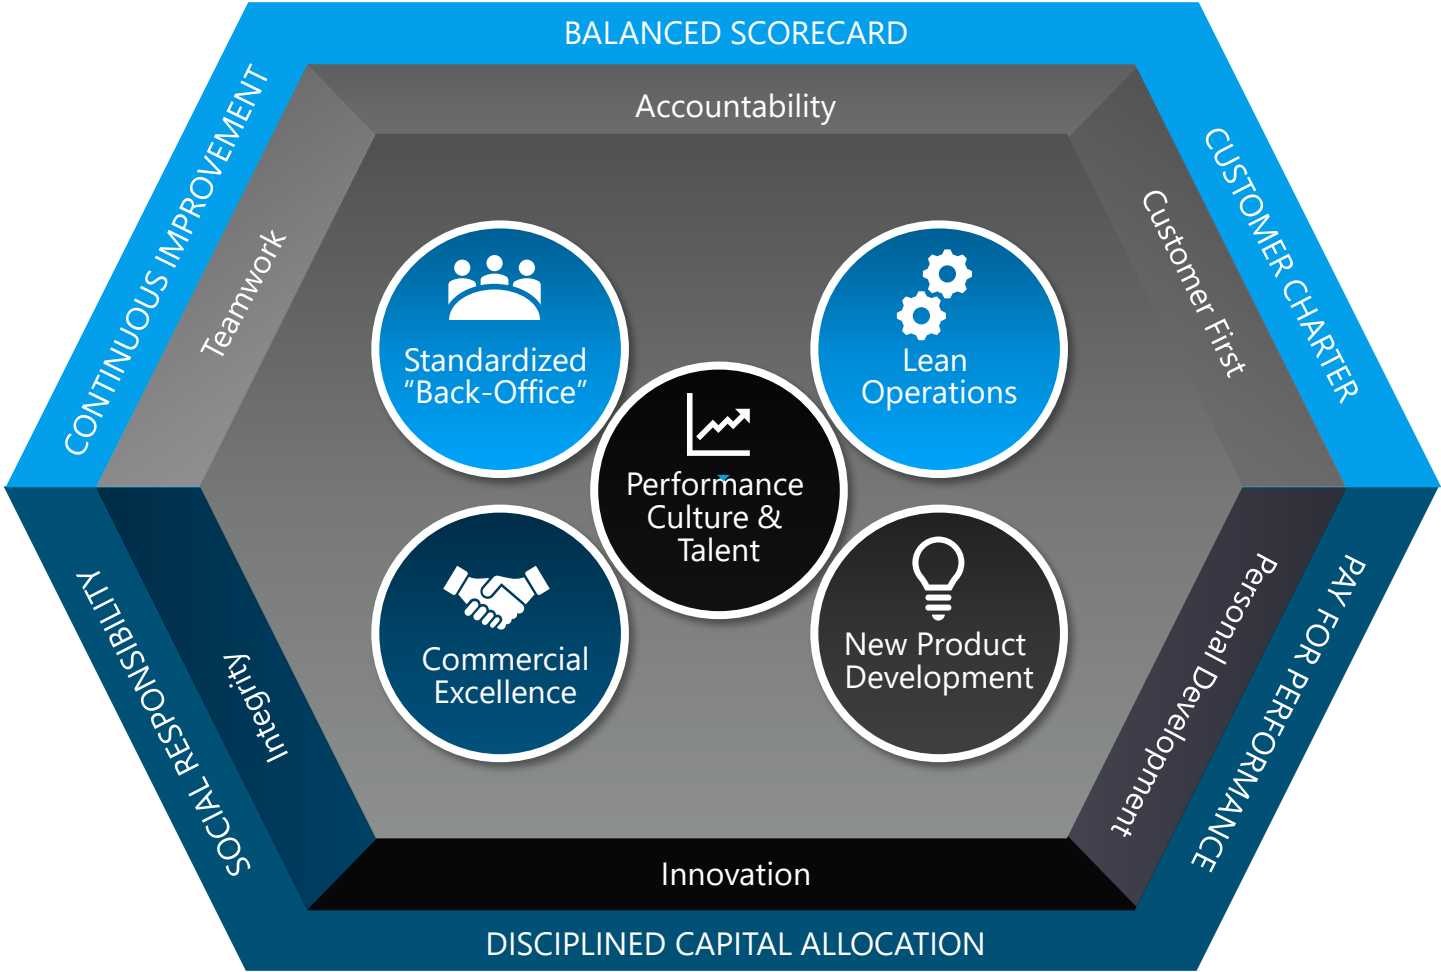 BALANCED SCORECARD
Accountability
CONTINUOUS IMPROVEMENT
Teamwork
CUSTOMER CHARTER
Customer First
Standardized
“Back-Office”
Lean
Operations
Performance
Culture &
Talent
Commercial
Excellence
New Product
Development
SOCIAL RESPONSIBILITY
Integrity
Personal Development
PAY FOR PERFORMANCE
Innovation
DISCIPLINED CAPITAL ALLOCATION